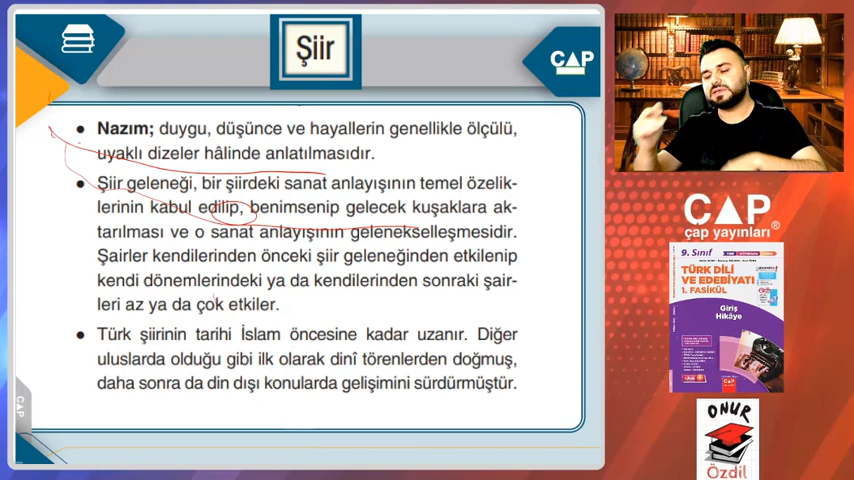 Şiir
CAP
• Nazım; duygu, düşünce ve hayallerin genellikle ölçülü,
uyaklı dizeler hâlinde anlatılmasıdır.
• Şiir geleneği, bir şiirdeki sanat anlayışının temel özelik-
lerinin kabul edilip, benimsenip gelecek kuşaklara ak-
tarılması ve o sanat anlayışının gelenekselleşmesidir.
Şairler kendilerinden önceki şiir geleneğinden etkilenip
kendi dönemlerindeki ya da kendilerinden sonraki şair-
leri az ya da çok etkiler.
• Türk şiirinin tarihi İslam öncesine kadar uzanır. Diğer
uluslarda olduğu gibi ilk olarak dinî törenlerden doğmuş,
daha sonra da din dışı konularda gelişimini sürdürmüştür.
CAP
CAP
çap yayınları®
9. Sınıf
TÜRK DİLİ
VE EDEBİYATI
1. FASİKÜL
Giriş
Hikâye
ONUR
Özdil